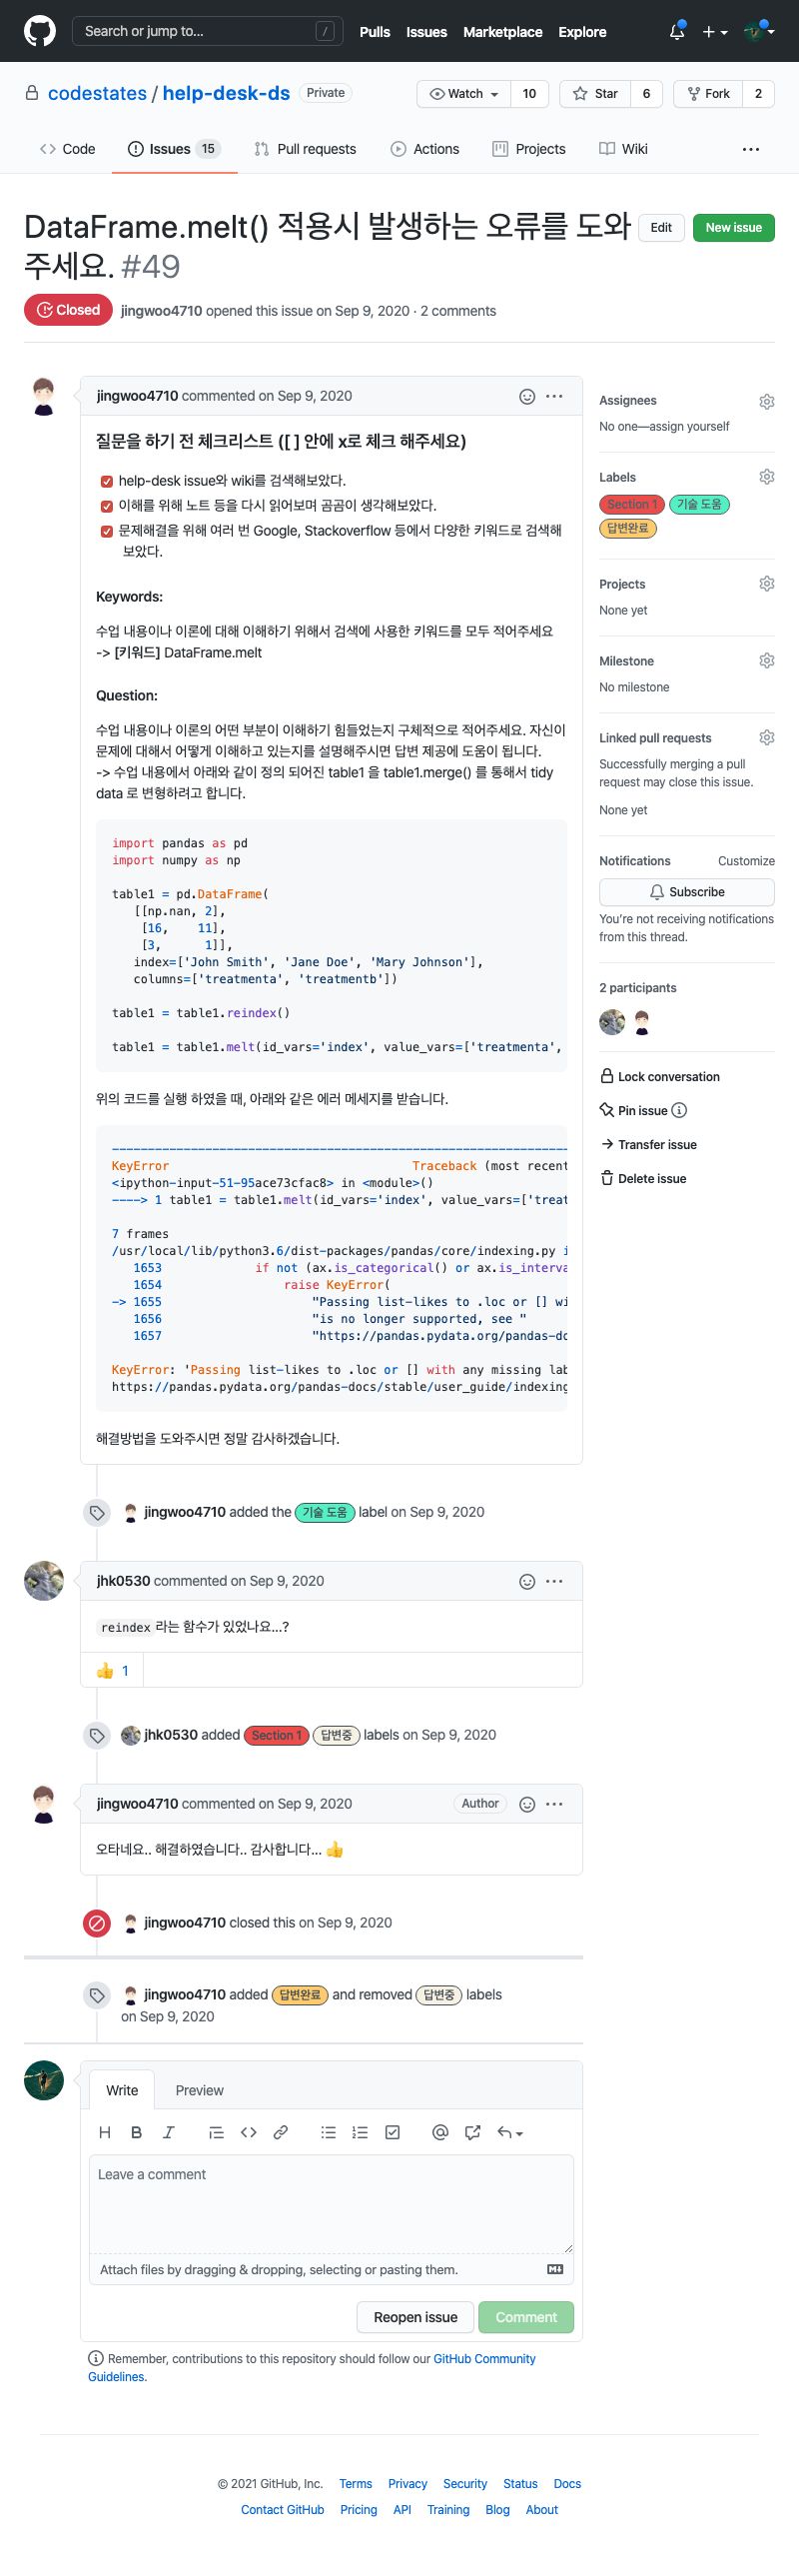 Search or jump to... /
Pulls Issues Marketplace Explore
codestates / help-desk-ds Private
Watch 10 Star 6 Fork 2
Code Issues 15 Pull requests Actions Projects Wiki ...
DataFrame.melt() 적용시 발생하는 오류를 도와
주세요. #49
Edit New issue
Closed jingwoo4710 opened this issue on Sep 9, 2020 · 2 comments
jingwoo4710 commented on Sep 9, 2020
질문을 하기 전 체크리스트 ([ ] 안에 x로 체크 해주세요)
help-desk issue와 wiki를 검색해보았다.
이해를 위해 노트 등을 다시 읽어보며 곰곰이 생각해보았다.
문제해결을 위해 여러 번 Google, Stackoverflow 등에서 다양한 키워드로 검색해
보았다.
Keywords:
수업 내용이나 이론에 대해 이해하기 위해서 검색에 사용한 키워드를 모두 적어주세요
-> [키워드] DataFrame.melt
Question:
수업 내용이나 이론의 어떤 부분이 이해하기 힘들었는지 구체적으로 적어주세요. 자신이
문제에 대해서 어떻게 이해하고 있는지를 설명해주시면 답변 제공에 도움이 됩니다.
-> 수업 내용에서 아래와 같이 정의 되어진 table1 을 table1.merge() 를 통해서 tidy
data 로 변형하려고 합니다.
import pandas as pd
import numpy as np
table1 = pd.DataFrame(
[[np.nan, 2],
[16, 11],
[3, 1]],
index=['John Smith', 'Jane Doe', 'Mary Johnson'],
columns=['treatmenta', 'treatmentb'])
table1 = table1.reindex()
table1 = table1.melt(id_vars='index', value_vars=['treatmenta',
위의 코드를 실행 하였을 때, 아래와 같은 에러 메세지를 받습니다.
---------------------------------------------------------------
KeyError Traceback (most recent
<ipython-input-51-95ace73cfac8> in <module>()
----> 1 table1 = table1.melt(id_vars='index', value_vars=['treat
7 frames
/usr/local/lib/python3.6/dist-packages/pandas/core/indexing.py i
1653 if not (ax.is_categorical() or ax.is_interva
1654 raise KeyError(
-> 1655 "Passing list-likes to .loc or [] wi
1656 "is no longer supported, see "
1657 "https://pandas.pydata.org/pandas-do
KeyError: 'Passing list-likes to .loc or [] with any missing lab
https://pandas.pydata.org/pandas-docs/stable/user_guide/indexing
해결방법을 도와주시면 정말 감사하겠습니다.
jingwoo4710 added the 기술 도움 label on Sep 9, 2020
jhk0530 commented on Sep 9, 2020
reindex 라는 함수가 있었나요...?
👍 1
jhk0530 added Section 1 답변중 labels on Sep 9, 2020
jingwoo4710 commented on Sep 9, 2020 Author
오타네요.. 해결하였습니다.. 감사합니다... 👍
jingwoo4710 closed this on Sep 9, 2020
jingwoo4710 added 답변완료 and removed 답변중 labels
on Sep 9, 2020
Write Preview
H B I
Leave a comment
Attach files by dragging & dropping, selecting or pasting them.
Reopen issue Comment
Remember, contributions to this repository should follow our GitHub Community
Guidelines.
Assignees
No one—assign yourself
Labels
Section 1 기술 도움
답변완료
Projects
None yet
Milestone
No milestone
Linked pull requests
Successfully merging a pull
request may close this issue.
None yet
Notifications Customize
Subscribe
You're not receiving notifications
from this thread.
2 participants
Lock conversation
Pin issue
Transfer issue
Delete issue
© 2021 GitHub, Inc. Terms Privacy Security Status Docs
Contact GitHub Pricing API Training Blog About